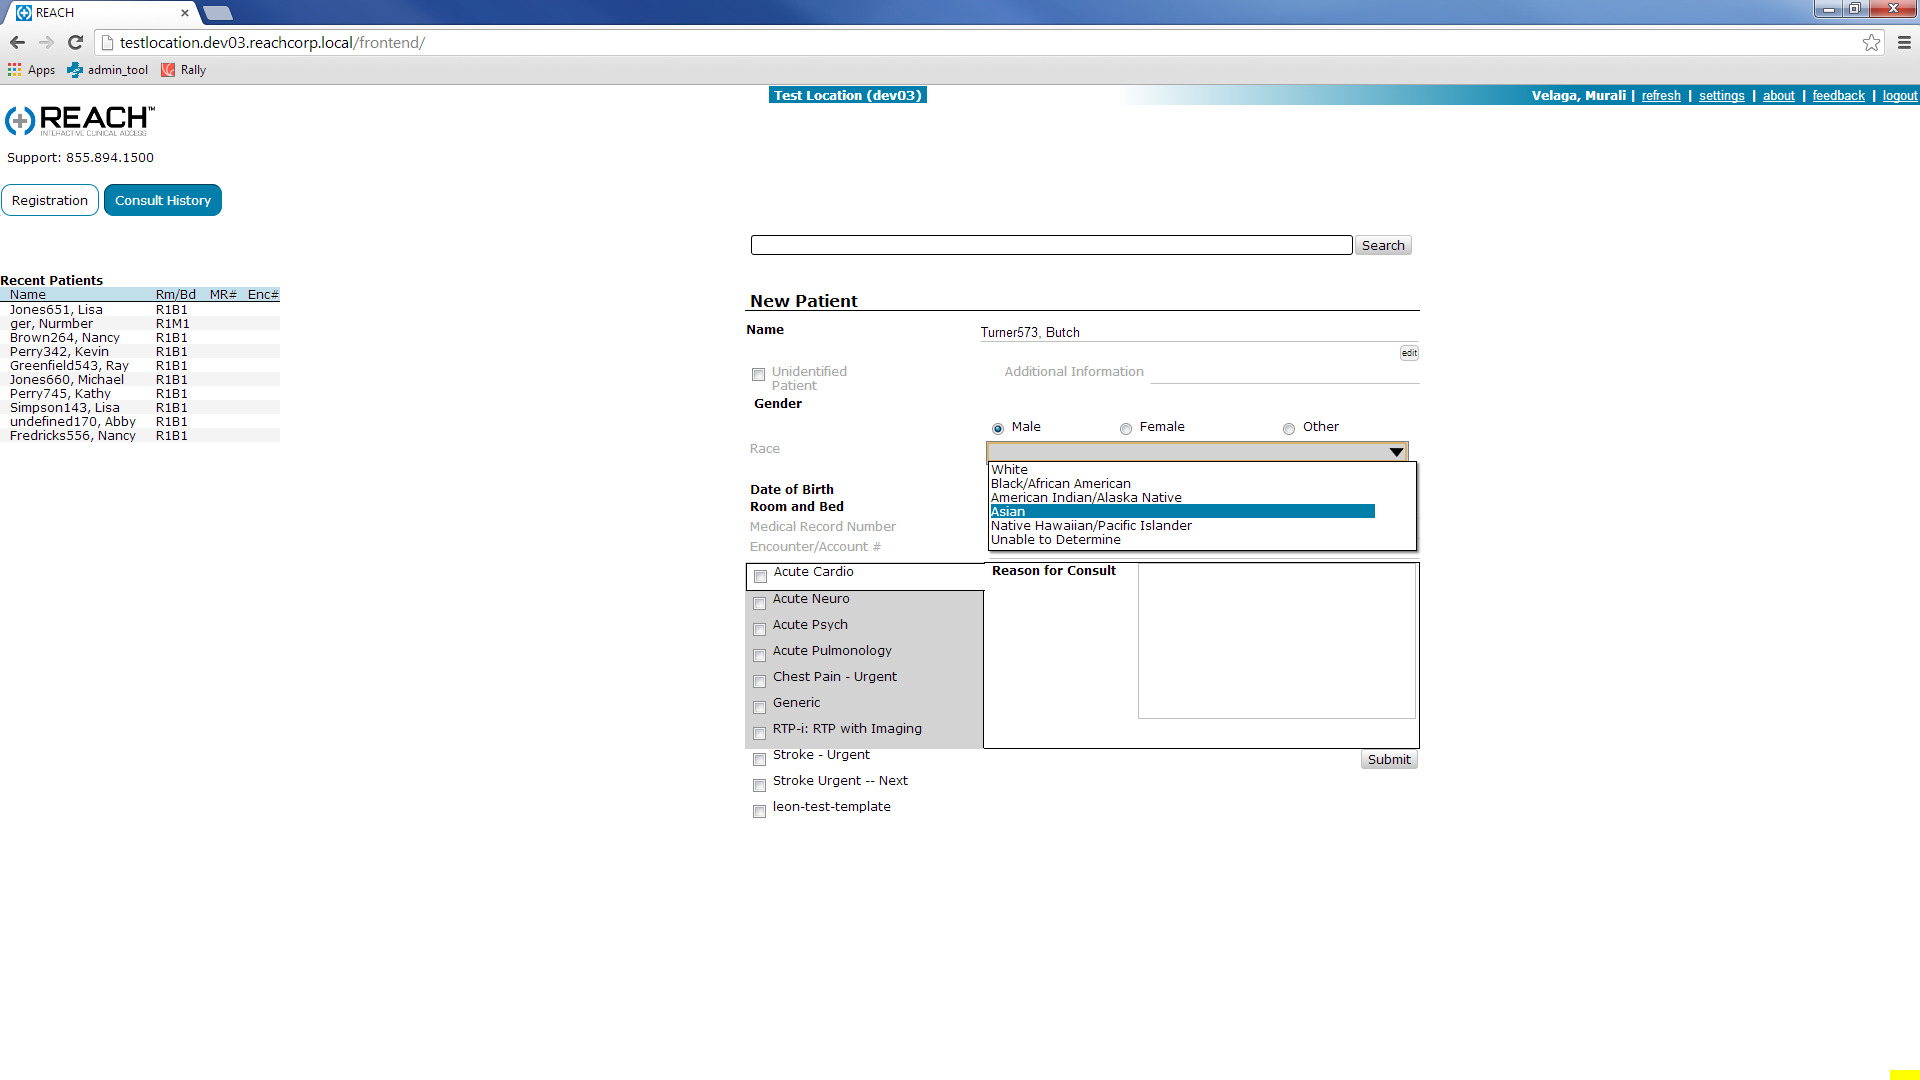 REACH
testlocation.dev03.reachcorp.local/frontend/
Apps admin_tool Rally
Test Location (dev03) Velaga, Murali | refresh | settings | about | feedback | logout
REACH™
INTERACTIVE CLINICAL ACCESS
Support: 855.894.1500
Registration Consult History
Search
Recent Patients
Name Rm/Bd MR# Enc#
Jones651, Lisa R1B1
ger, Nurmber R1M1
Brown264, Nancy R1B1
Perry342, Kevin R1B1
Greenfield543, Ray R1B1
Jones660, Michael R1B1
Perry745, Kathy R1B1
Simpson143, Lisa R1B1
undefined170, Abby R1B1
Fredricks556, Nancy R1B1
New Patient
Name Turner573, Butch
edit
Unidentified Patient Additional Information
Gender
Male Female Other
Race
White
Black/African American
American Indian/Alaska Native
Asian
Native Hawaiian/Pacific Islander
Unable to Determine
Date of Birth
Room and Bed
Medical Record Number
Encounter/Account #
Acute Cardio
Acute Neuro
Acute Psych
Acute Pulmonology
Chest Pain - Urgent
Generic
RTP-i: RTP with Imaging
Stroke - Urgent
Stroke Urgent -- Next
leon-test-template
Reason for Consult
Submit